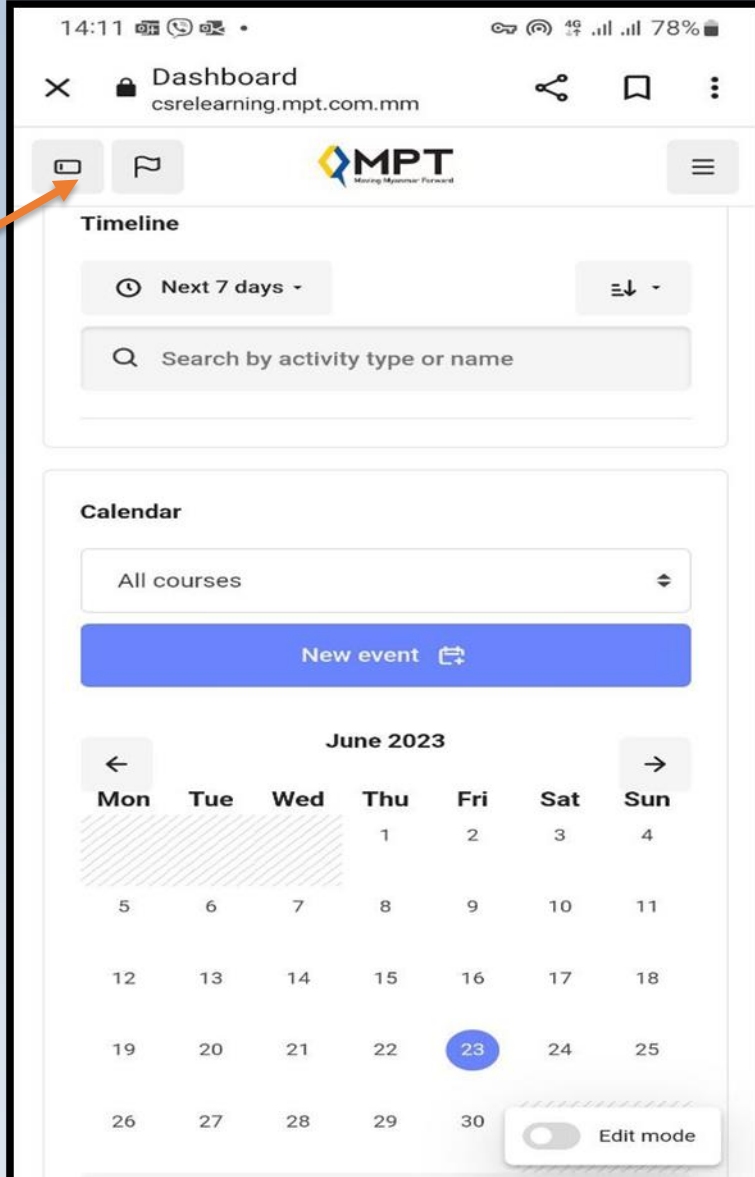 14:11 78%
Dashboard
csrelearning.mpt.com.mm
MPT
Moving Myanmar Forward
Timeline
Next 7 days
Search by activity type or name
Calendar
All courses
New event
June 2023
Mon Tue Wed Thu Fri Sat Sun
1 2 3 4
5 6 7 8 9 10 11
12 13 14 15 16 17 18
19 20 21 22 23 24 25
26 27 28 29 30
Edit mode